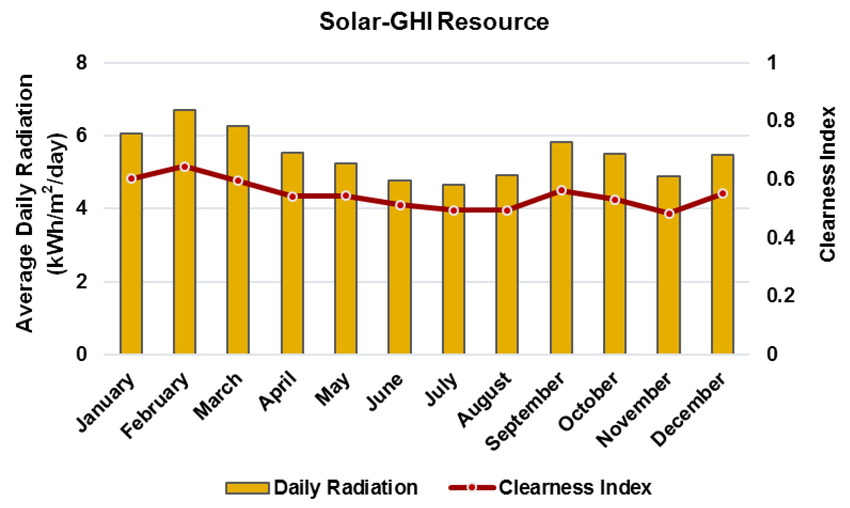 Solar-GHI Resource
Average Daily Radiation
(kWh/m²/day)
8
6
4
2
0
1
0.8
0.6
0.4
0.2
0
Clearness Index
January
February
March
April
May
June
July
August
September
October
November
December
Daily Radiation
Clearness Index